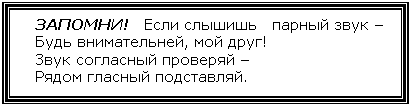 ЗАПОМНИ! Если слышишь парный звук –
Будь внимательней, мой друг!
Звук согласный проверяй –
Рядом гласный подставляй.